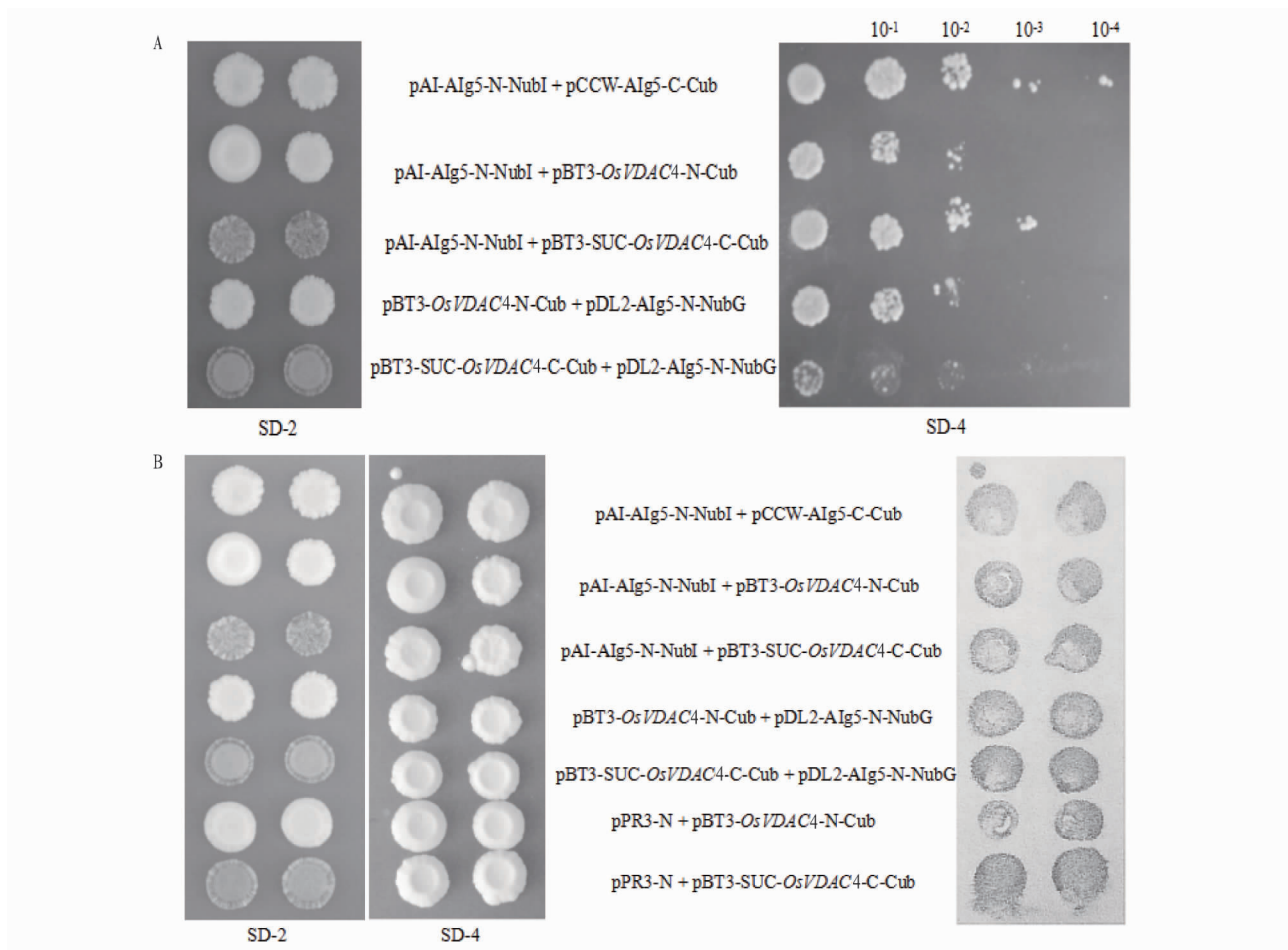 A
10-1 10-2 10-3 10-4
pAI-AIg5-N-NubI + pCCW-AIg5-C-Cub
pAI-AIg5-N-NubI + pBT3-OsVDAC4-N-Cub
pAI-AIg5-N-NubI + pBT3-SUC-OsVDAC4-C-Cub
pBT3-OsVDAC4-N-Cub + pDL2-AIg5-N-NubG
pBT3-SUC-OsVDAC4-C-Cub + pDL2-AIg5-N-NubG
SD-2 SD-4
B
pAI-AIg5-N-NubI + pCCW-AIg5-C-Cub
pAI-AIg5-N-NubI + pBT3-OsVDAC4-N-Cub
pAI-AIg5-N-NubI + pBT3-SUC-OsVDAC4-C-Cub
pBT3-OsVDAC4-N-Cub + pDL2-AIg5-N-NubG
pBT3-SUC-OsVDAC4-C-Cub + pDL2-AIg5-N-NubG
pPR3-N + pBT3-OsVDAC4-N-Cub
pPR3-N + pBT3-SUC-OsVDAC4-C-Cub
SD-2 SD-4